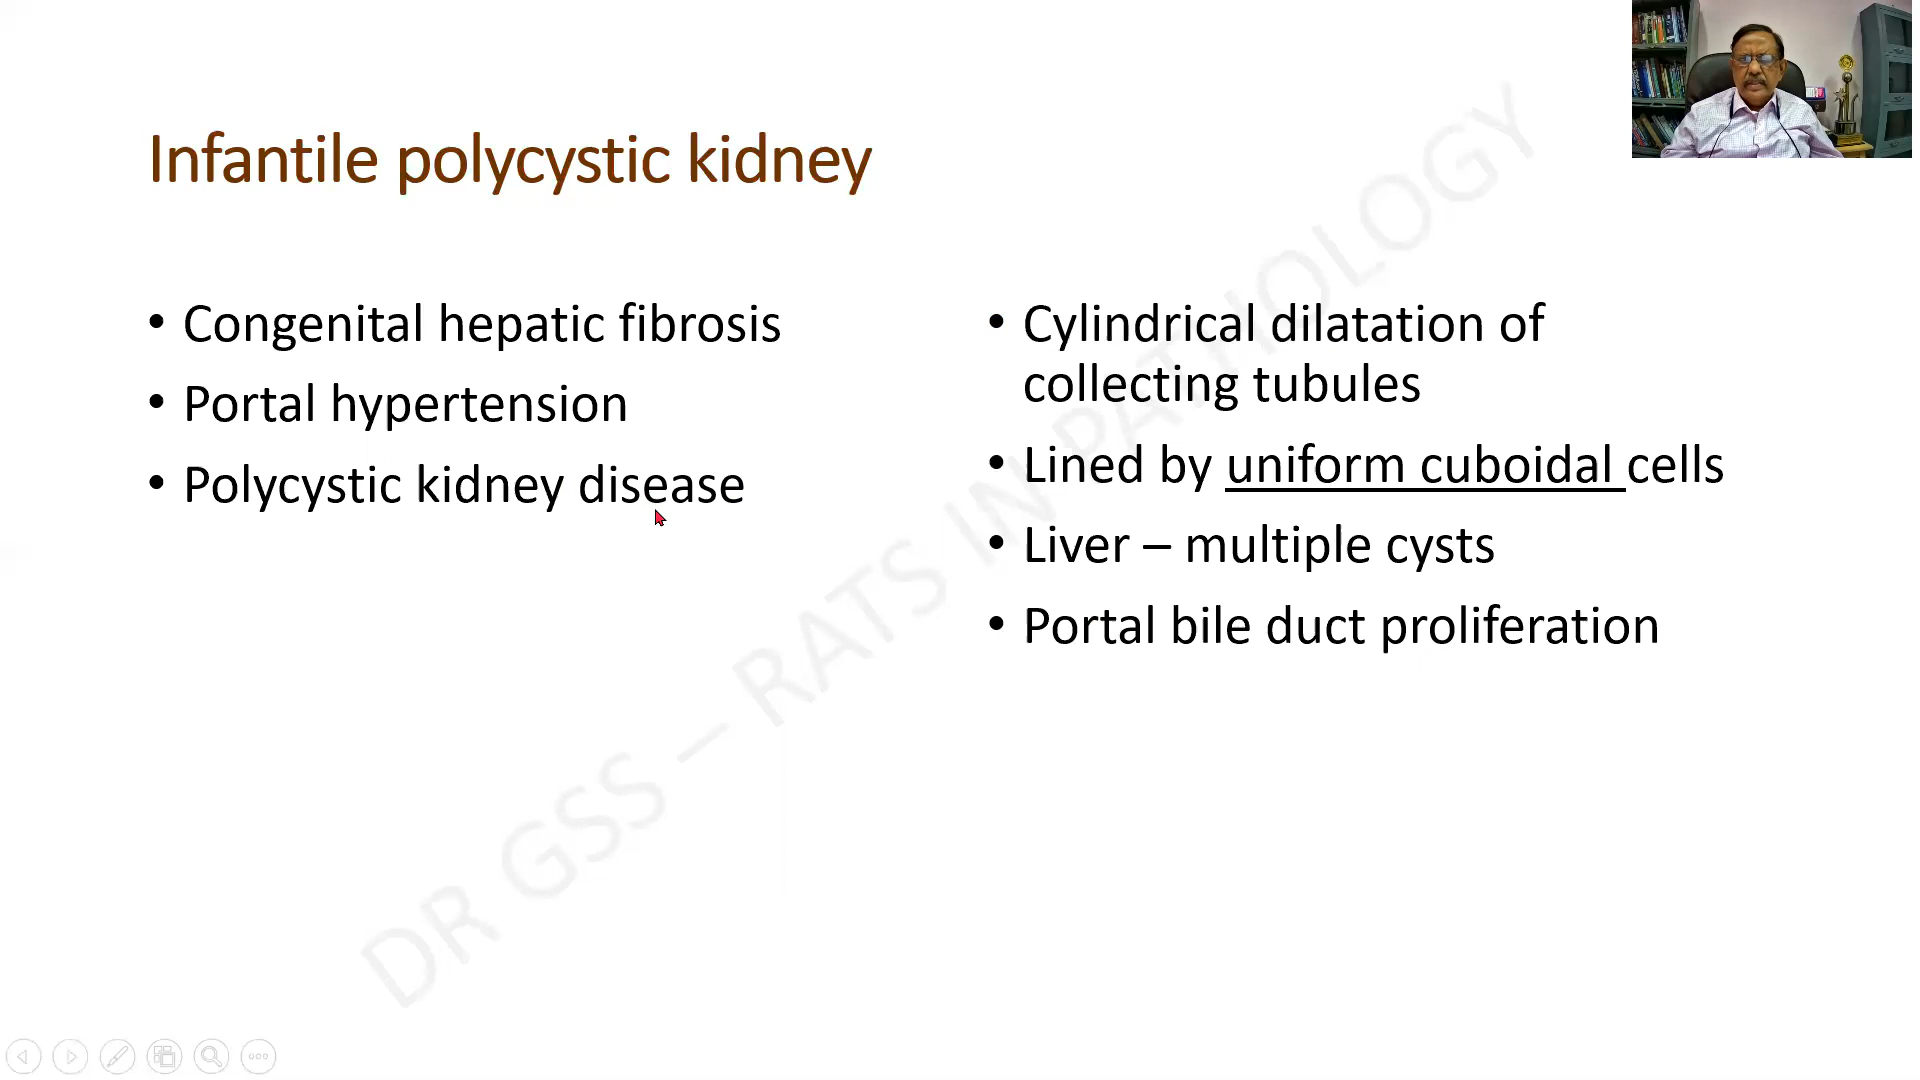 Infantile polycystic kidney
• Congenital hepatic fibrosis
• Portal hypertension
• Polycystic kidney disease
• Cylindrical dilatation of
collecting tubules
• Lined by uniform cuboidal cells
• Liver – multiple cysts
• Portal bile duct proliferation
DR GSS – RATS IN PATHOLOGY